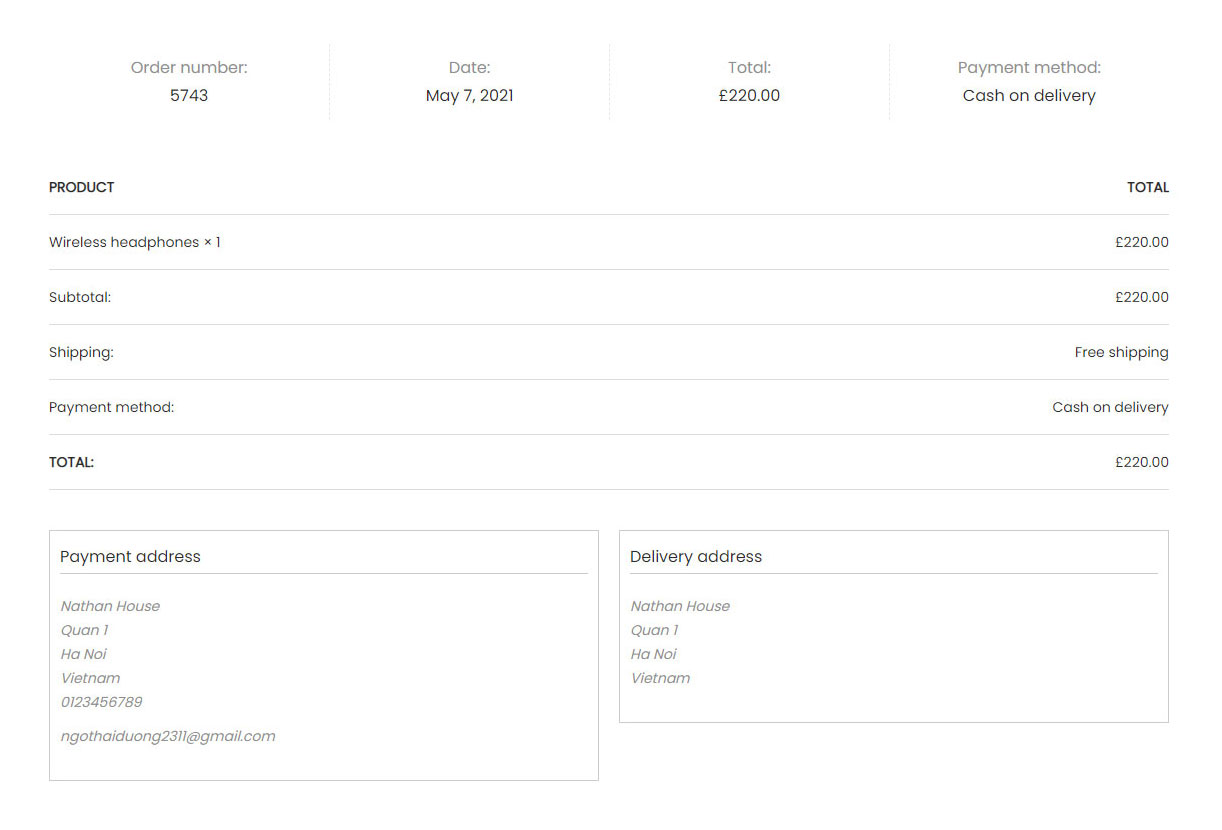 Order number:
5743
Date:
May 7, 2021
Total:
£220.00
Payment method:
Cash on delivery
PRODUCT TOTAL
Wireless headphones × 1 £220.00
Subtotal: £220.00
Shipping: Free shipping
Payment method: Cash on delivery
TOTAL: £220.00
Payment address
Nathan House
Quan 1
Ha Noi
Vietnam
0123456789
ngothaiduong2311@gmail.com
Delivery address
Nathan House
Quan 1
Ha Noi
Vietnam